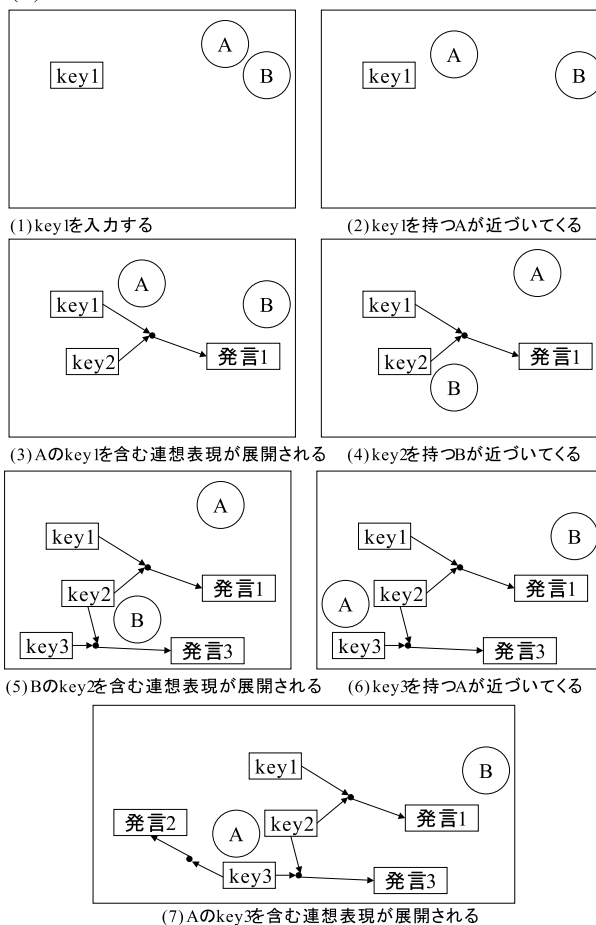 A
B
key1
A
B
key1
(1)key1を入力する
(2)key1を持つAが近づいてくる
A
B
key1
key2
発言1
A
key1
key2
発言1
B
(3)Aのkey1を含む連想表現が展開される
(4)key2を持つBが近づいてくる
A
key1
key2
発言1
B
key3
発言3
B
key1
A
key2
発言1
key3
発言3
(5)Bのkey2を含む連想表現が展開される
(6)key3を持つAが近づいてくる
key1
B
発言2
A
key2
発言1
key3
発言3
(7)Aのkey3を含む連想表現が展開される